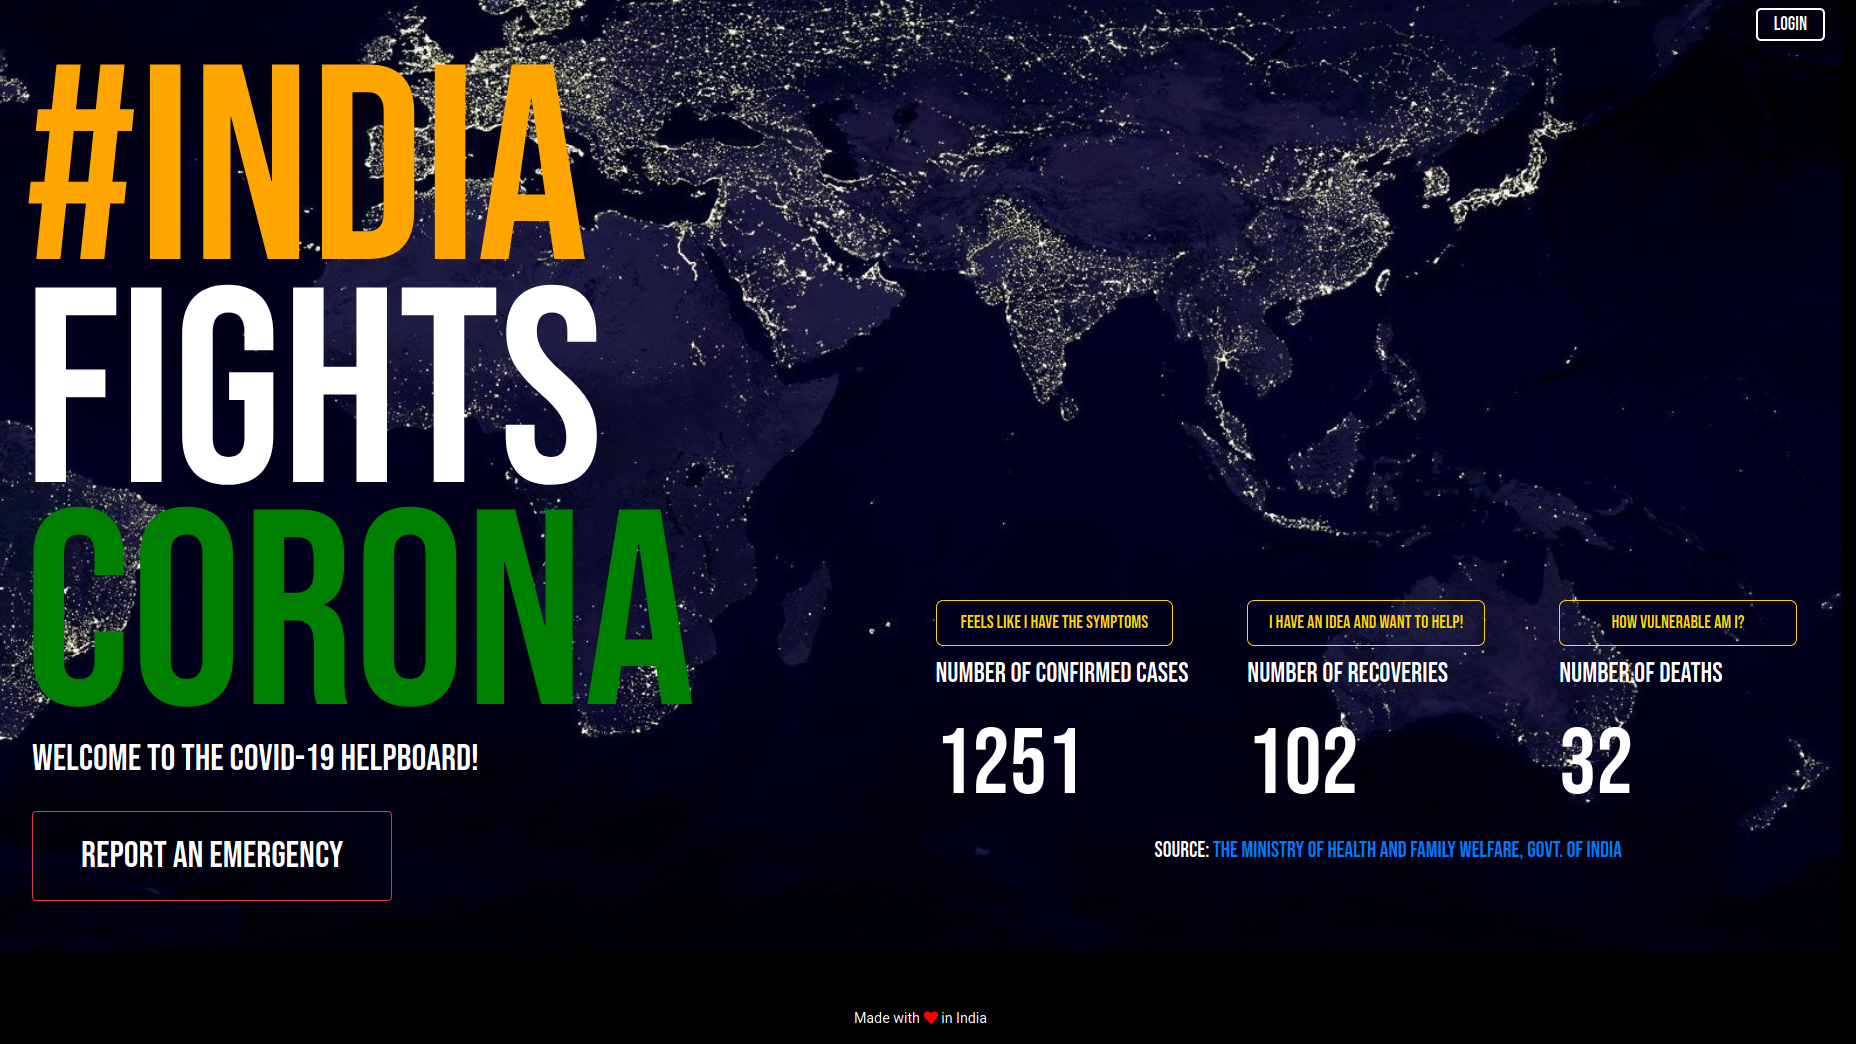 LOGIN
#INDIA
FIGHTS
CORONA
WELCOME TO THE COVID-19 HELPBOARD!
REPORT AN EMERGENCY
FEELS LIKE I HAVE THE SYMPTOMS
I HAVE AN IDEA AND WANT TO HELP!
HOW VULNERABLE AM I?
NUMBER OF CONFIRMED CASES
NUMBER OF RECOVERIES
NUMBER OF DEATHS
1251
102
32
SOURCE: THE MINISTRY OF HEALTH AND FAMILY WELFARE, GOVT. OF INDIA
Made with ❤ in India